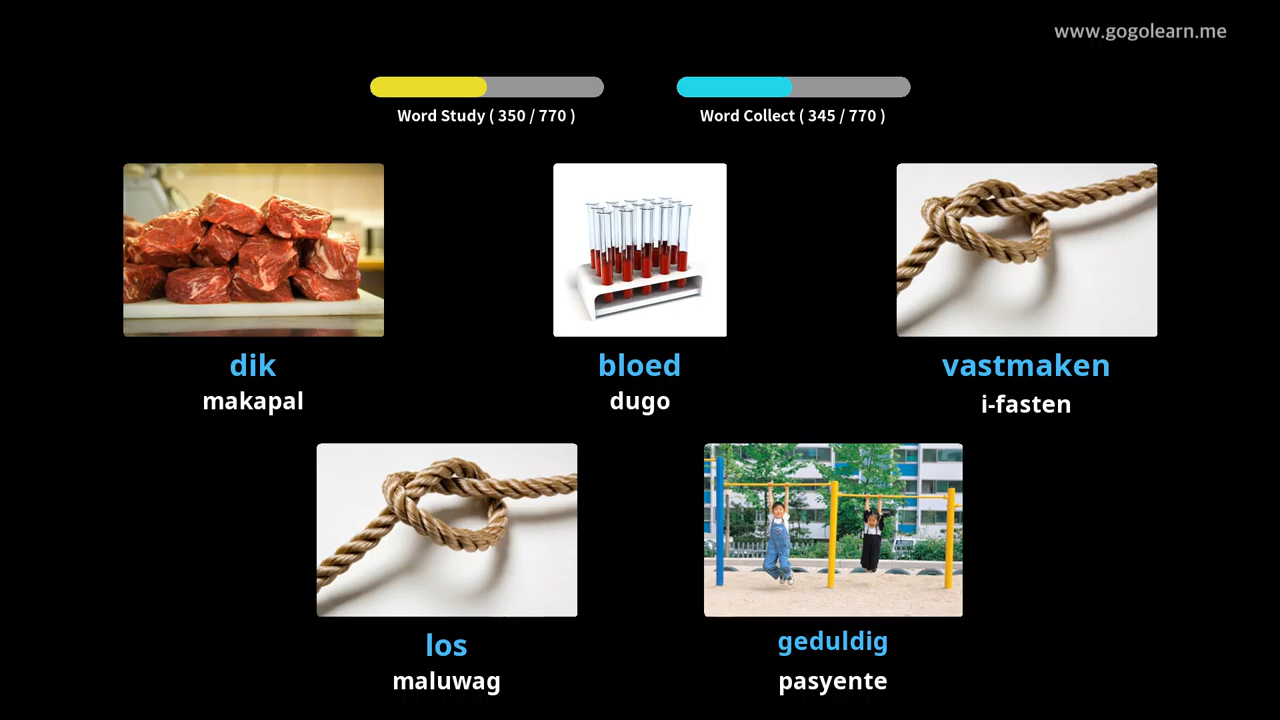 www.gogolearn.me
Word Study ( 350 / 770 )
Word Collect ( 345 / 770 )
dik
makapal
bloed
dugo
vastmaken
i-fasten
los
maluwag
geduldig
pasyente